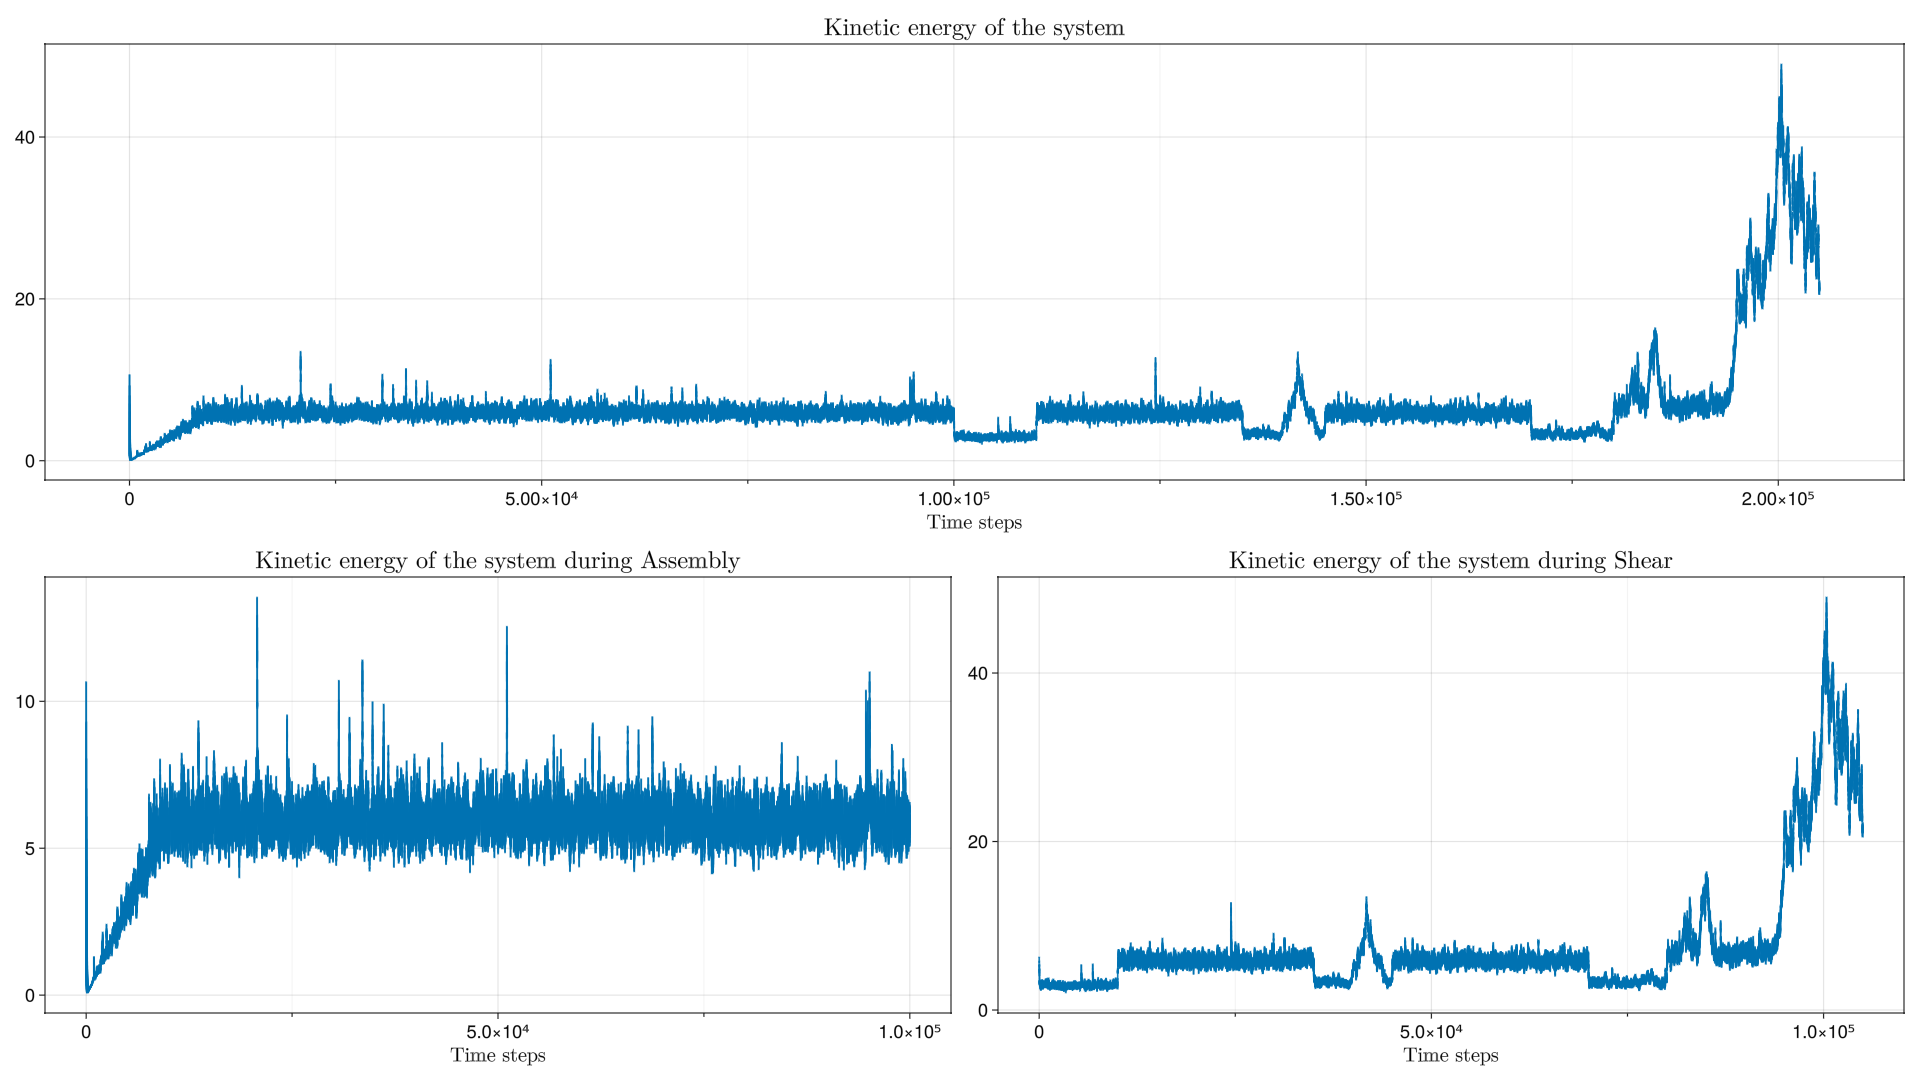 Kinetic energy of the system
40
20
0
0 5.00×10⁴ 1.00×10⁵ 1.50×10⁵ 2.00×10⁵
Time steps
Kinetic energy of the system during Assembly
10
5
0
0 5.0×10⁴ 1.0×10⁵
Time steps
Kinetic energy of the system during Shear
40
20
0
0 5.0×10⁴ 1.0×10⁵
Time steps